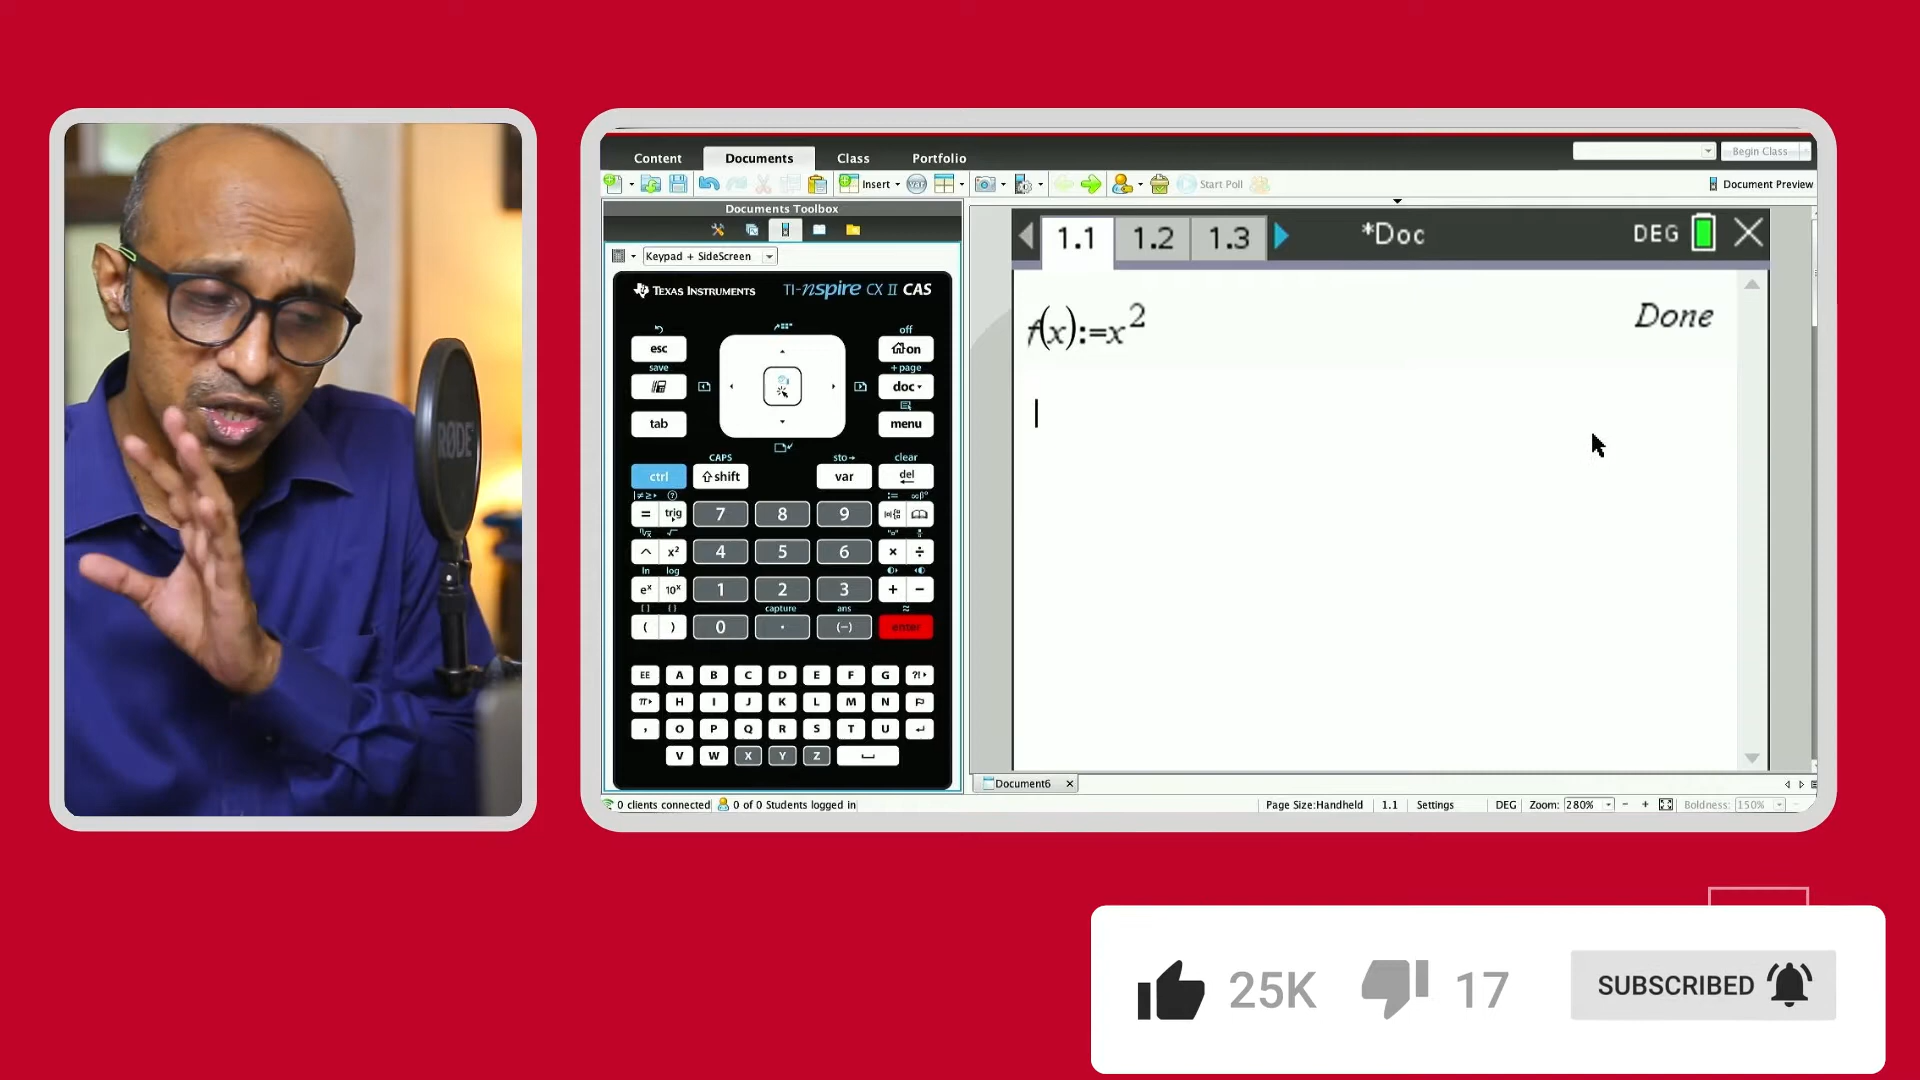 RØDE
Content Documents Class Portfolio
Begin Class
Insert
var
Start Poll
Document Preview
Documents Toolbox
Keypad + SideScreen
TEXAS INSTRUMENTS TI-nspire CX II CAS
off
esc on
save + page
doc
tab menu
CAPS sto→ clear
ctrl shift var del
= trig 7 8 9
^ x² 4 5 6 × ÷
ln log
eˣ 10ˣ 1 2 3 + −
capture ans
( ) 0 . (−) enter
EE A B C D E F G ?!
π H I J K L M N
, O P Q R S T U
V W X Y Z
1.1 1.2 1.3 *Doc DEG
f(x):=x² Done
Document6
0 clients connected 0 of 0 Students logged in
Page Size:Handheld 1.1 Settings DEG Zoom: 280% − + Boldness: 150%
25K 17 SUBSCRIBED